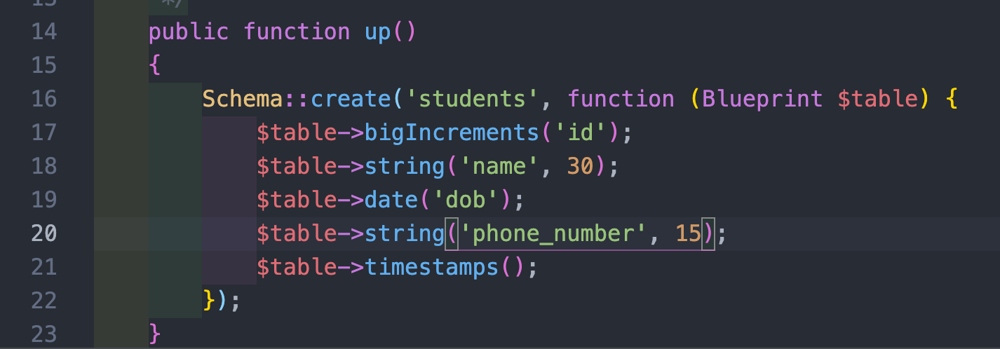 13     */
14     public function up()
15     {
16         Schema::create('students', function (Blueprint $table) {
17             $table->bigIncrements('id');
18             $table->string('name', 30);
19             $table->date('dob');
20             $table->string('phone_number', 15);
21             $table->timestamps();
22         });
23     }